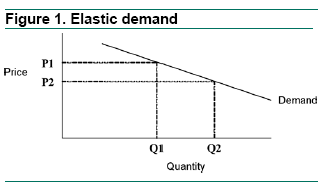 Figure 1. Elastic demand
P1
Price
P2
Demand
Q1
Q2
Quantity